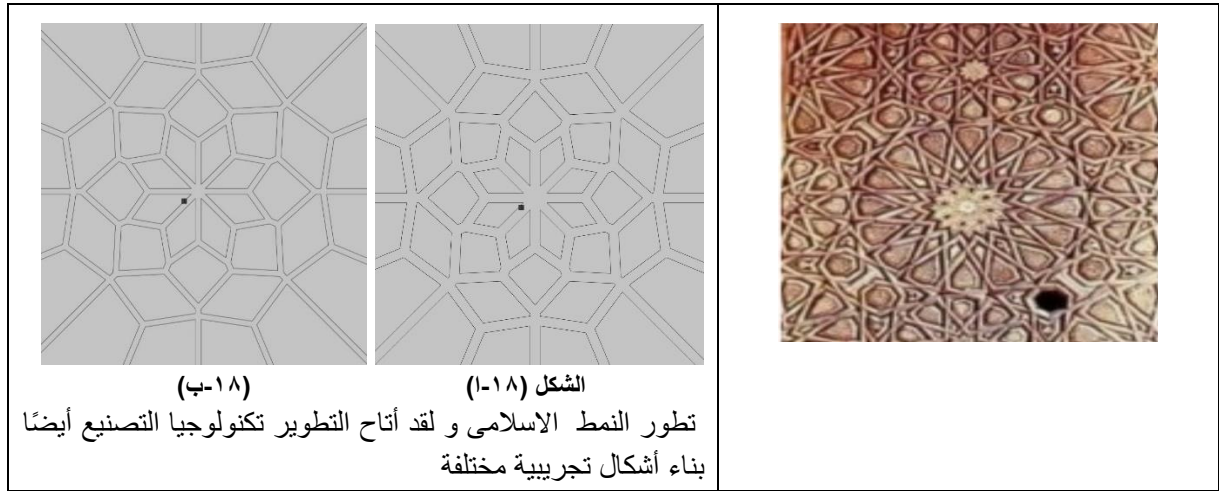 الشكل (١٨-ا)
(١٨-ب)
تطور النمط الاسلامى و لقد أتاح التطوير تكنولوجيا التصنيع أيضًا
بناء أشكال تجريبية مختلفة